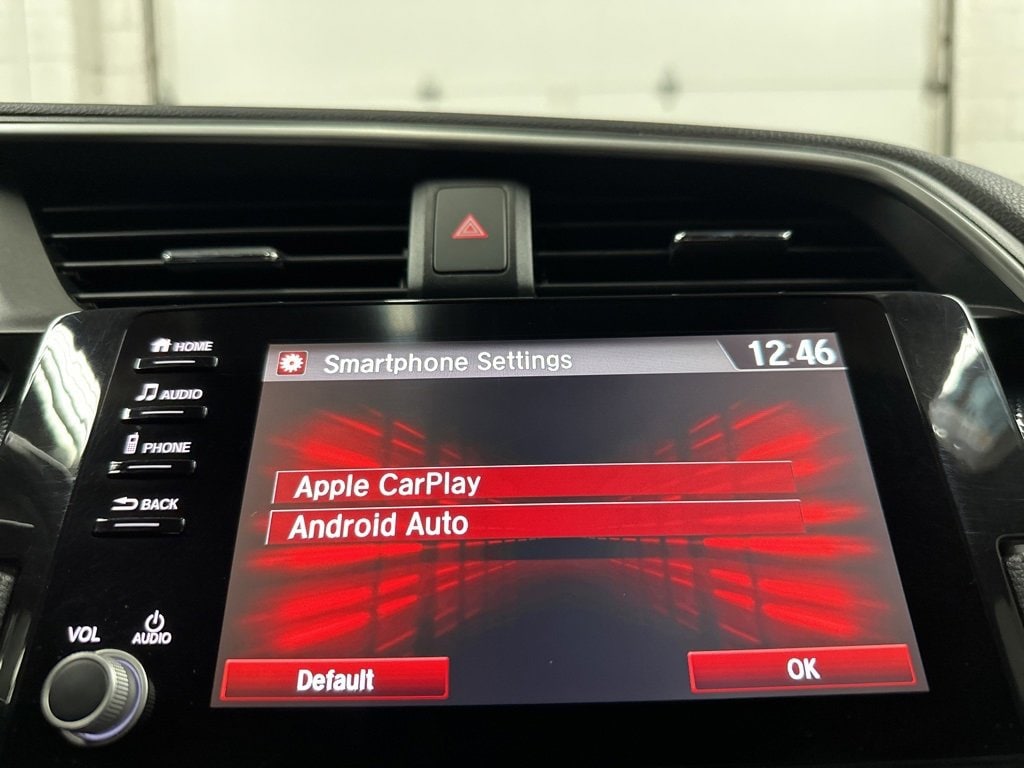 HOME
AUDIO
PHONE
BACK
VOL
AUDIO
Smartphone Settings
12:46
Apple CarPlay
Android Auto
Default
OK